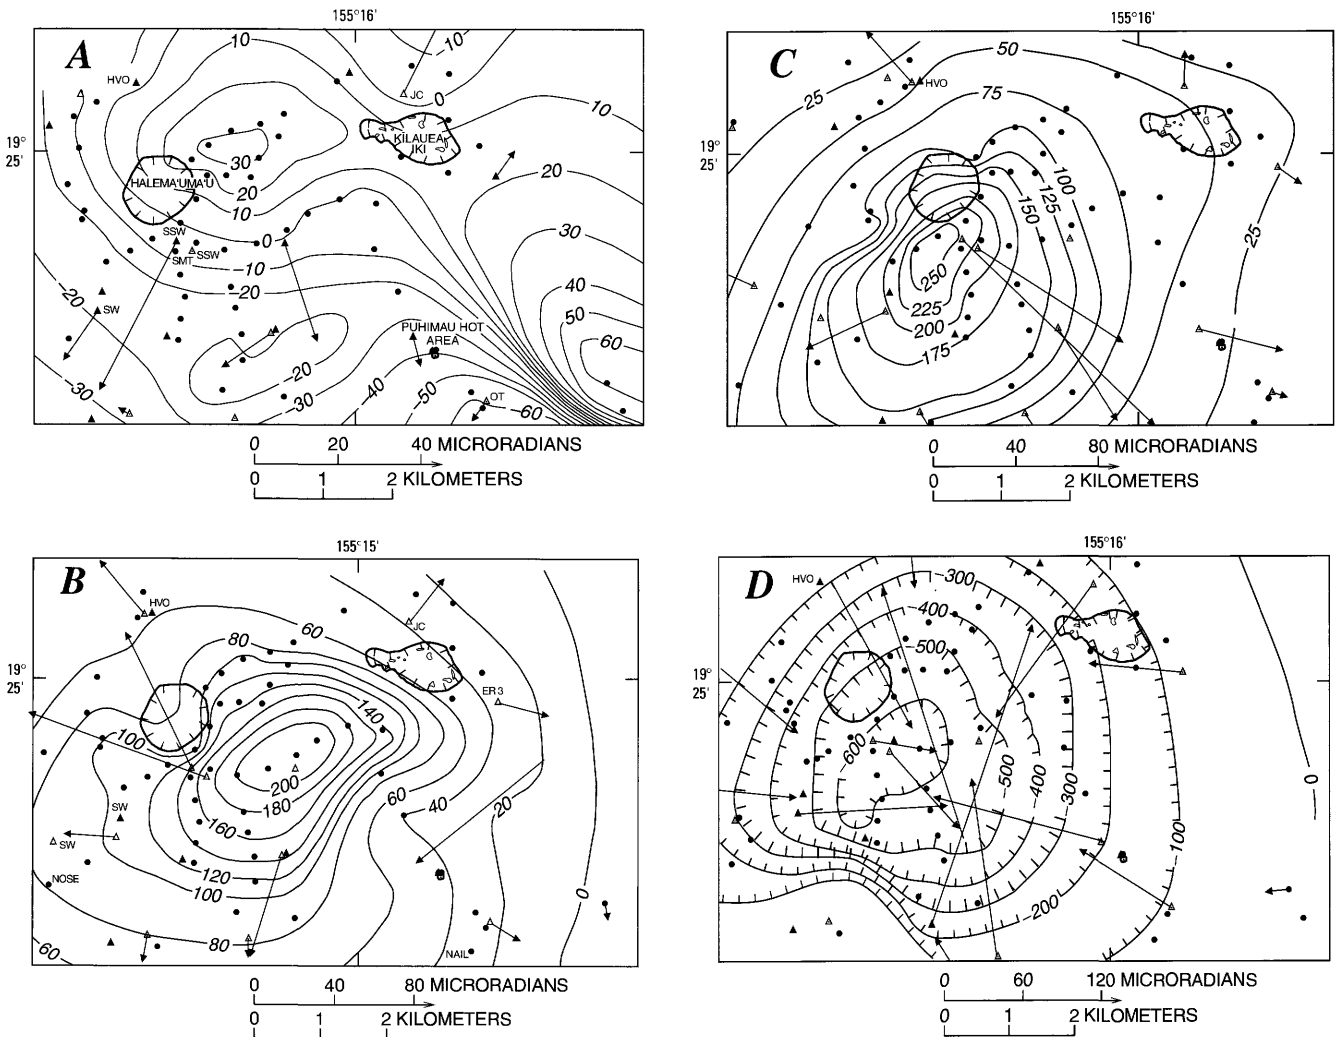 155°16'
A
10
-10
HVO
JC
0
10
19°
25'
KILAUEA
IKI
30
HALEMA'UMA'U
20
20
10
SSW
0
30
SMT
SSW
-10
-20
-20
40
SW
50
PUHIMAU HOT
AREA
60
-20
-30
-30
-40
-50
OT
-60
0 20 40 MICRORADIANS
0 1 2 KILOMETERS
155°16'
C
50
HVO
25
75
19°
25'
100
125
150
25
250
225
200
175
0 40 80 MICRORADIANS
0 1 2 KILOMETERS
155°15'
B
HVO
60
JC
80
19°
25'
ER 3
140
100
200
180
60
40
20
SW
160
SW
120
NOSE
100
0
80
60
NAIL
0 40 80 MICRORADIANS
0 1 2 KILOMETERS
155°16'
D
HVO
-300
-400
-500
19°
25'
-600
-500
-400
-300
0
-100
-200
0 60 120 MICRORADIANS
0 1 2 KILOMETERS